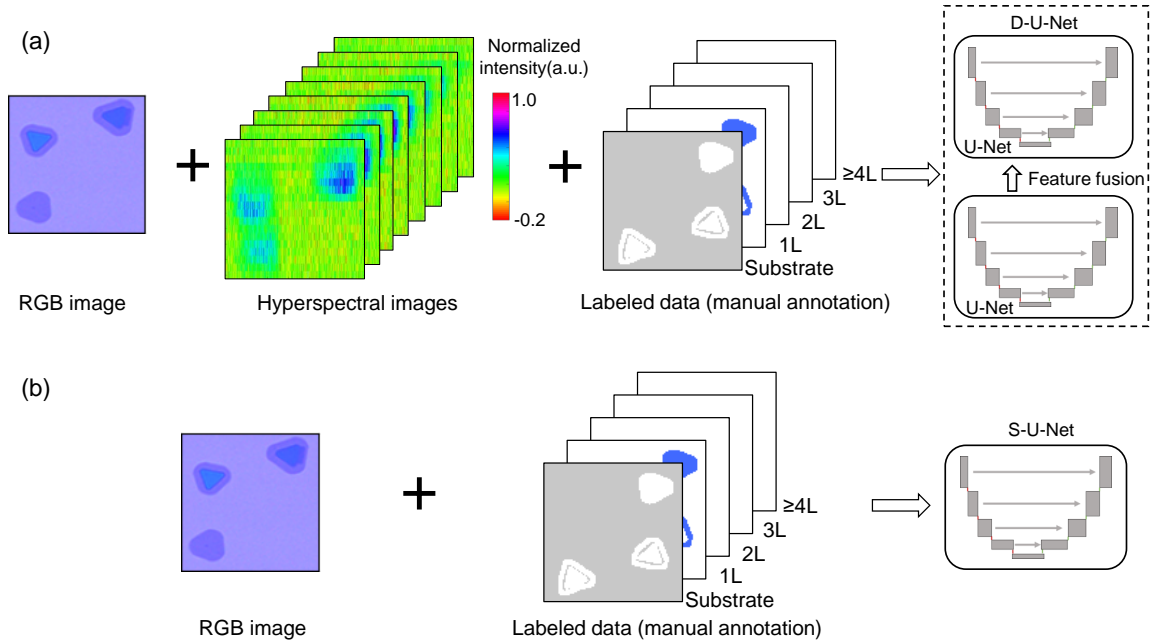 (a)
Normalized
intensity(a.u.)
1.0
-0.2
RGB image
Hyperspectral images
Substrate
1L
2L
3L
≥4L
Labeled data (manual annotation)
D-U-Net
U-Net
Feature fusion
U-Net
(b)
RGB image
Substrate
1L
2L
3L
≥4L
Labeled data (manual annotation)
S-U-Net